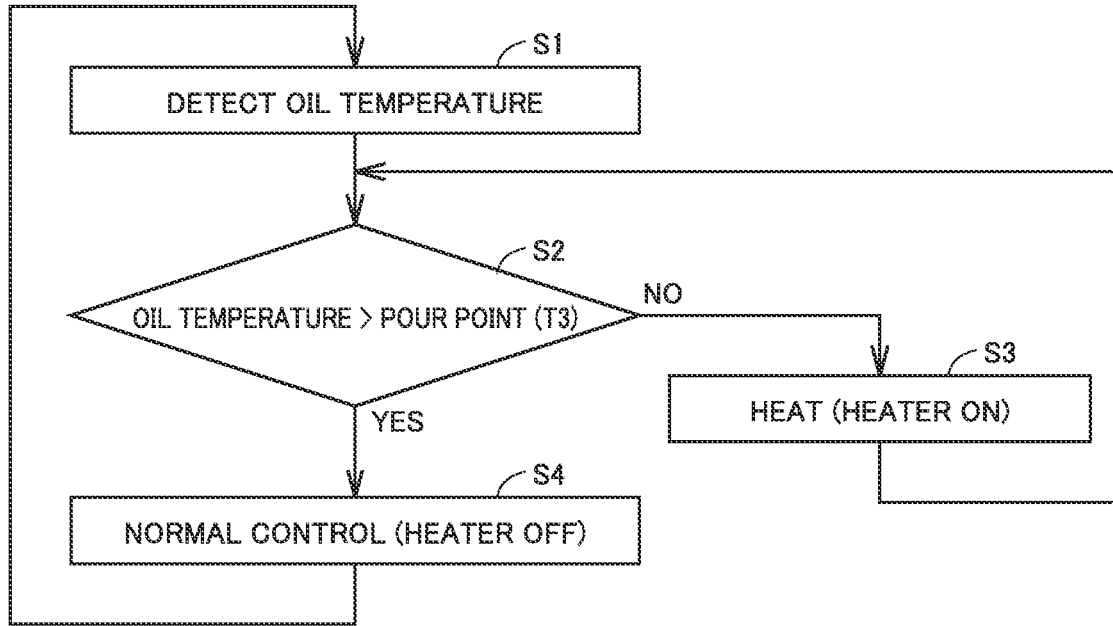 S1
DETECT OIL TEMPERATURE
S2
OIL TEMPERATURE > POUR POINT (T3)
NO
S3
HEAT (HEATER ON)
YES
S4
NORMAL CONTROL (HEATER OFF)